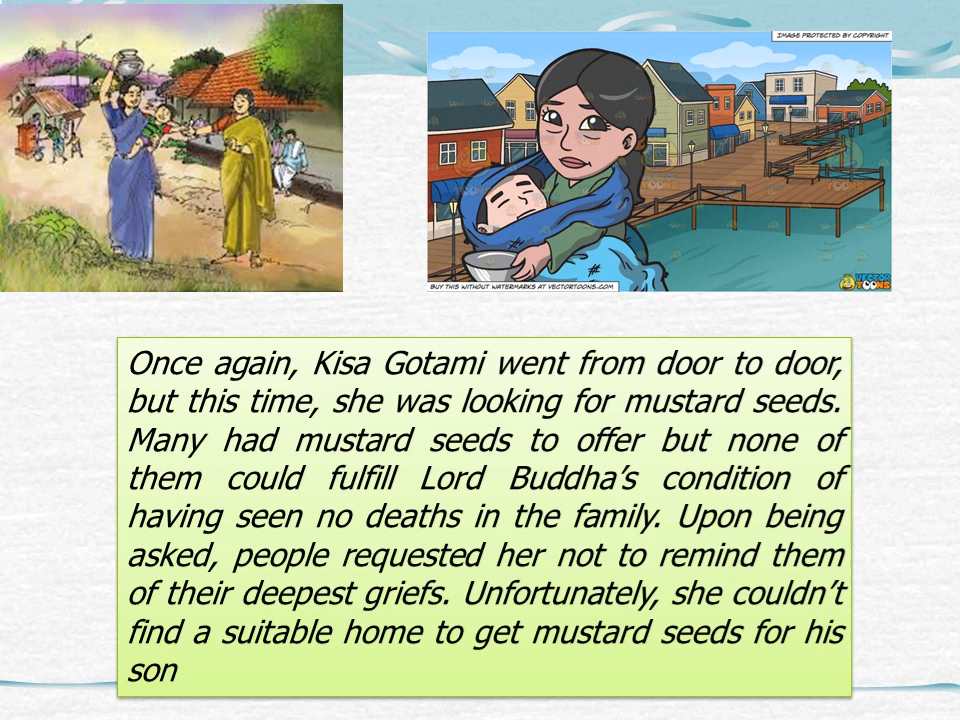 IMAGE PROTECTED BY COPYRIGHT
BUY THIS WITHOUT WATERMARKS AT VECTORTOONS.COM
VECTOR
TOONS
Once again, Kisa Gotami went from door to door,
but this time, she was looking for mustard seeds.
Many had mustard seeds to offer but none of
them could fulfill Lord Buddha’s condition of
having seen no deaths in the family. Upon being
asked, people requested her not to remind them
of their deepest griefs. Unfortunately, she couldn’t
find a suitable home to get mustard seeds for his
son